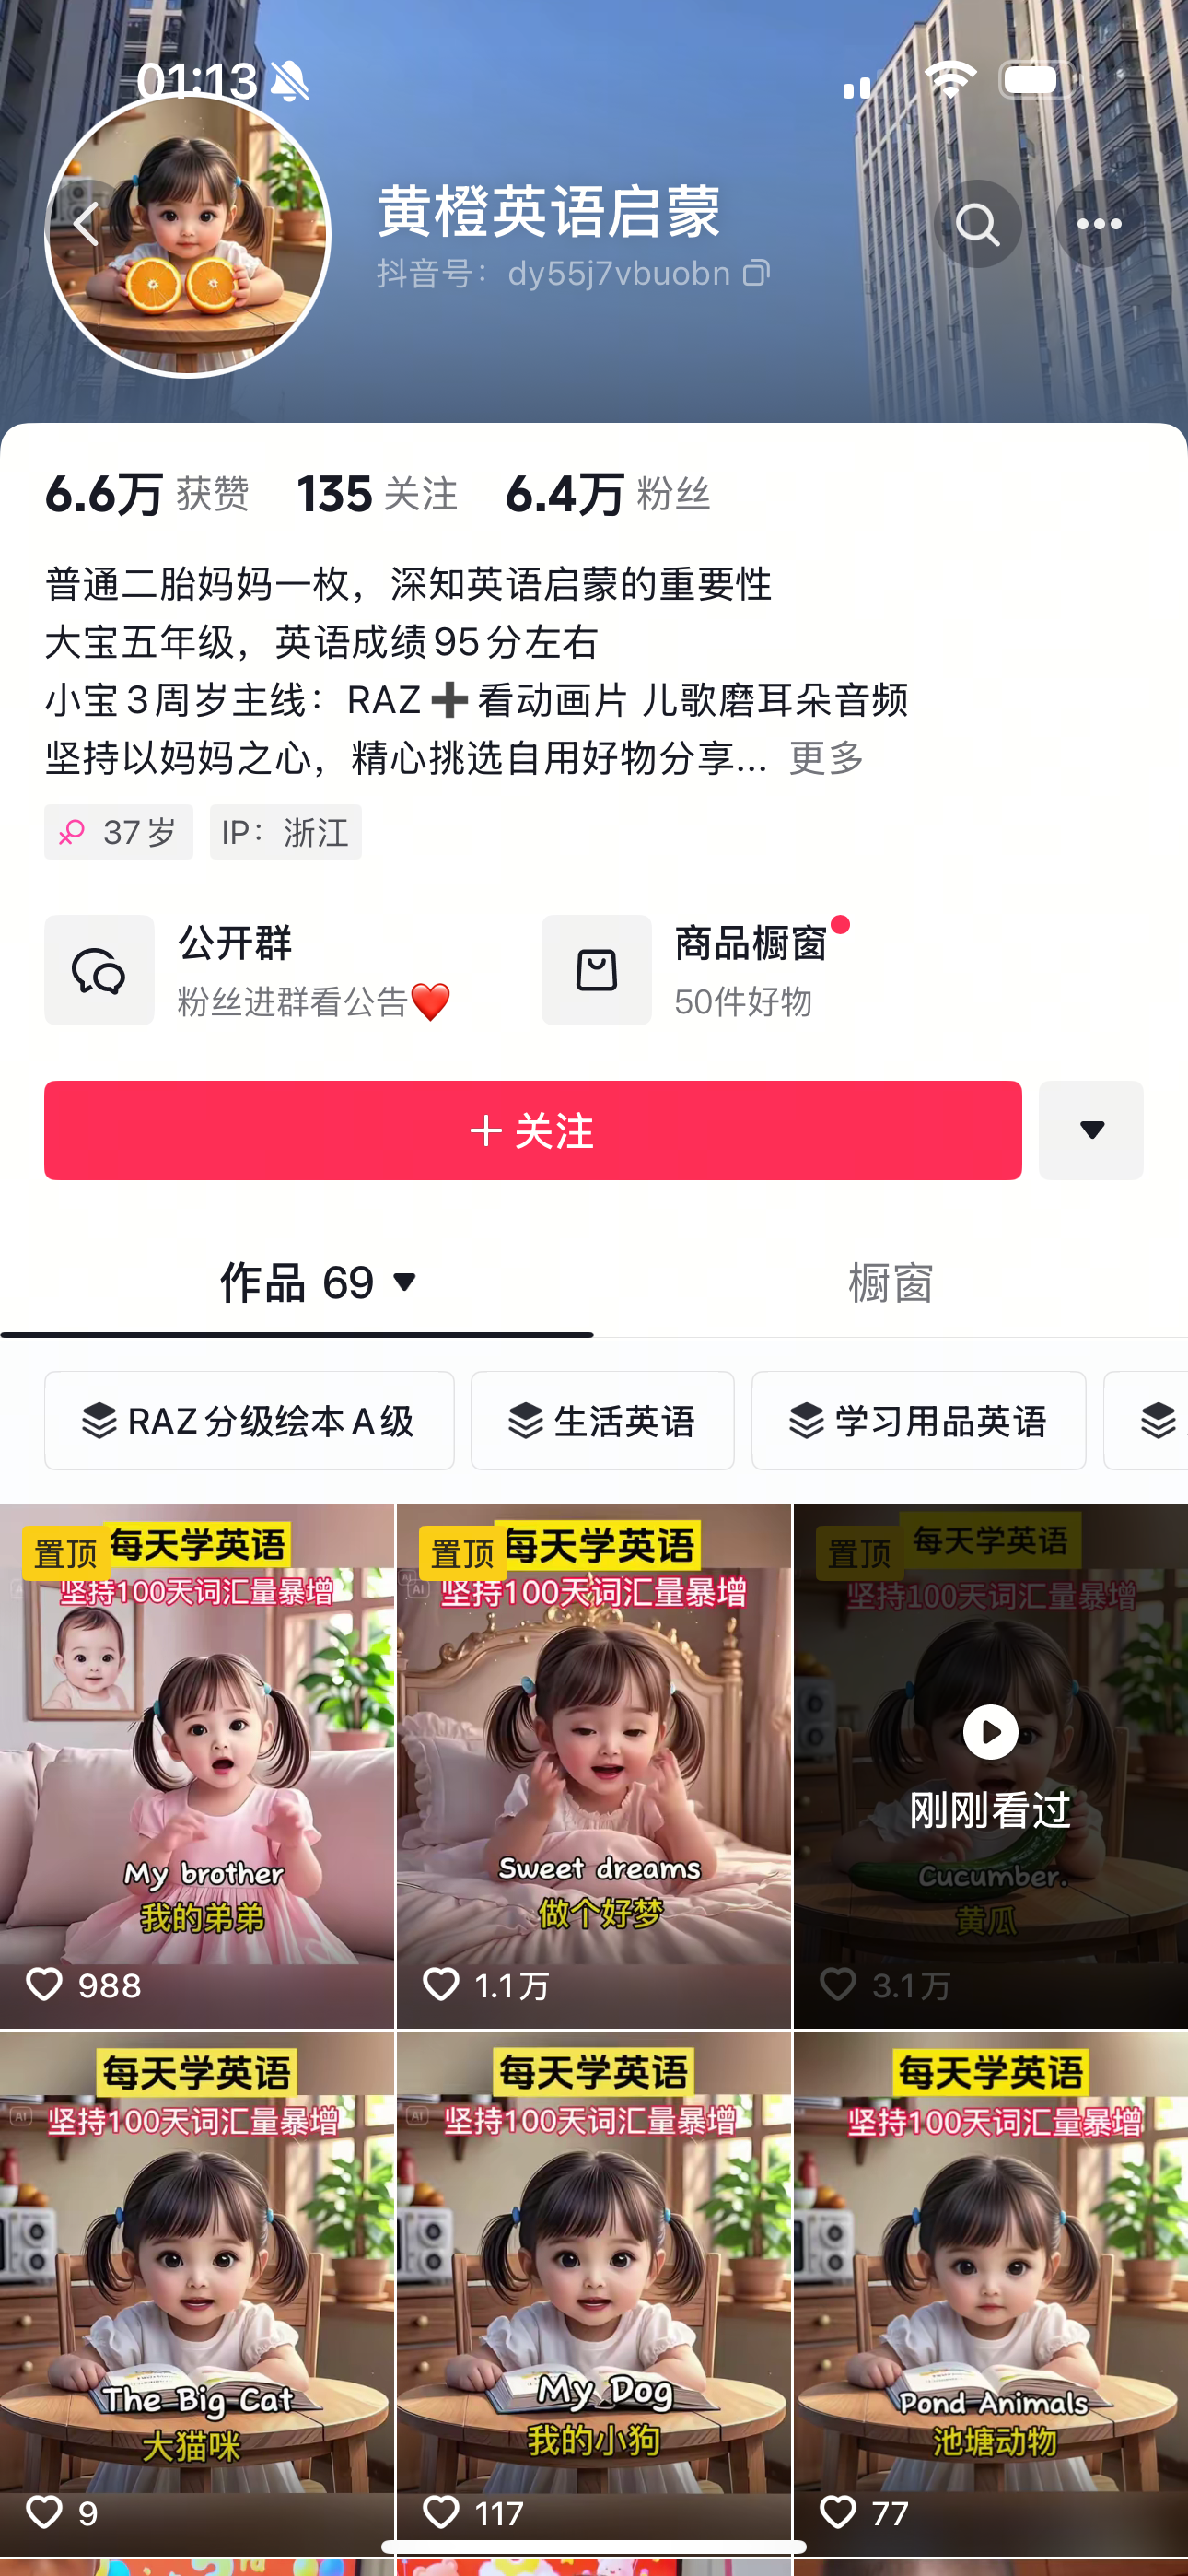 01:13
黄橙英语启蒙
抖音号：dy55j7vbuobn
6.6万 获赞 135 关注 6.4万 粉丝
普通二胎妈妈一枚，深知英语启蒙的重要性
大宝五年级，英语成绩95分左右
小宝3周岁主线：RAZ➕看动画片 儿歌磨耳朵音频
坚持以妈妈之心，精心挑选自用好物分享... 更多
37岁 IP：浙江
公开群
粉丝进群看公告❤️
商品橱窗
50件好物
+ 关注
作品 69
橱窗
RAZ分级绘本A级
生活英语
学习用品英语
置顶
每天学英语
坚持100天词汇量暴增
My brother
我的弟弟
988
置顶
每天学英语
AI
坚持100天词汇量暴增
Sweet dreams
做个好梦
1.1万
置顶
每天学英语
坚持100天词汇量暴增
刚刚看过
Cucumber.
黄瓜
3.1万
每天学英语
AI
坚持100天词汇量暴增
The Big Cat
大猫咪
9
每天学英语
AI
坚持100天词汇量暴增
My Dog
我的小狗
117
每天学英语
坚持100天词汇量暴增
Pond Animals
池塘动物
77